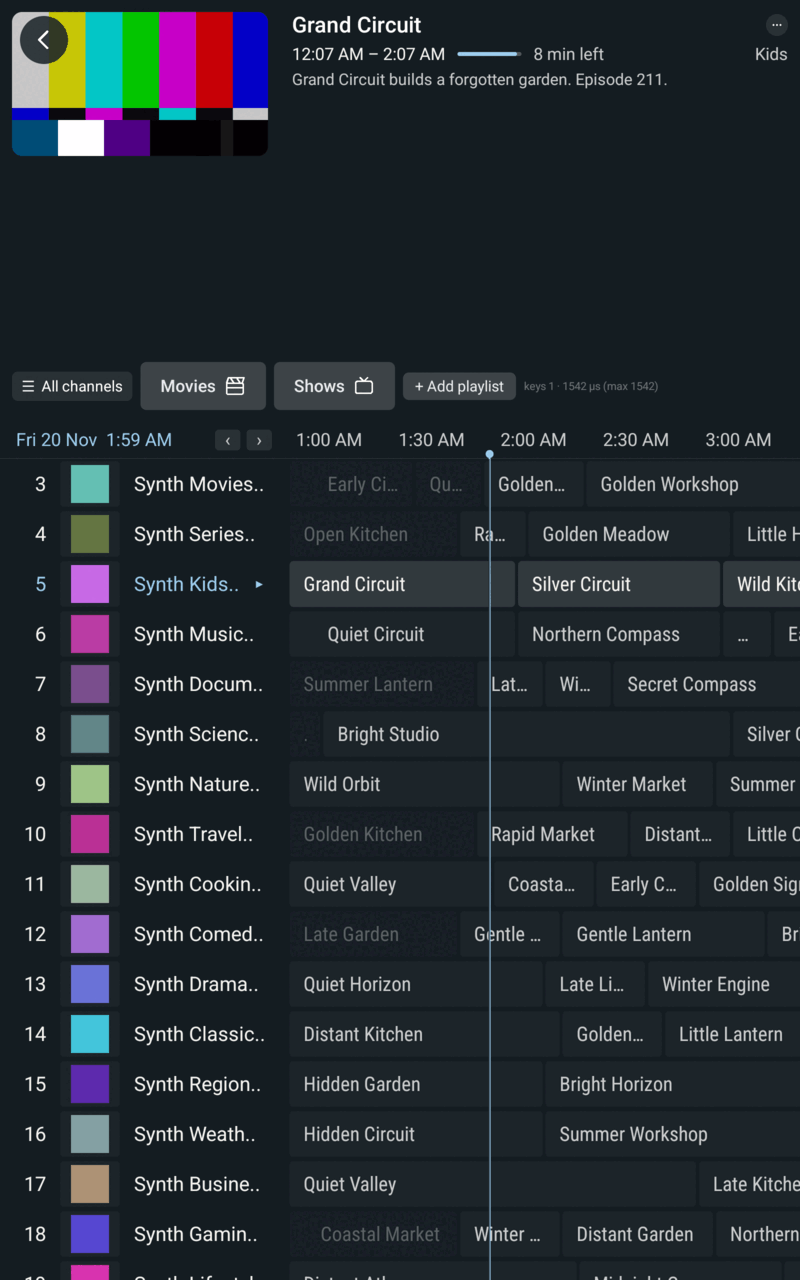 Grand Circuit
12:07 AM – 2:07 AM 8 min left Kids
Grand Circuit builds a forgotten garden. Episode 211.
All channels Movies Shows + Add playlist keys 1 · 1542 µs (max 1542)
Fri 20 Nov 1:59 AM ‹ › 1:00 AM 1:30 AM 2:00 AM 2:30 AM 3:00 AM
3 Synth Movies.. Early Ci… Qu… Golden… Golden Workshop
4 Synth Series.. Open Kitchen Ra… Golden Meadow Little
5 Synth Kids.. Grand Circuit Silver Circuit Wild
6 Synth Music.. Quiet Circuit Northern Compass …
7 Synth Docum.. Summer Lantern Lat… Wi… Secret Compass
8 Synth Scienc.. . Bright Studio Silver
9 Synth Nature.. Wild Orbit Winter Market Summer
10 Synth Travel.. Golden Kitchen Rapid Market Distant… Little
11 Synth Cookin.. Quiet Valley Coasta… Early C… Golden
12 Synth Comed.. Late Garden Gentle … Gentle Lantern
13 Synth Drama.. Quiet Horizon Late Li… Winter Engine
14 Synth Classic.. Distant Kitchen Golden… Little Lantern
15 Synth Region.. Hidden Garden Bright Horizon
16 Synth Weath.. Hidden Circuit Summer Workshop
17 Synth Busine.. Quiet Valley Late
18 Synth Gamin.. Coastal Market Winter … Distant Garden Northern